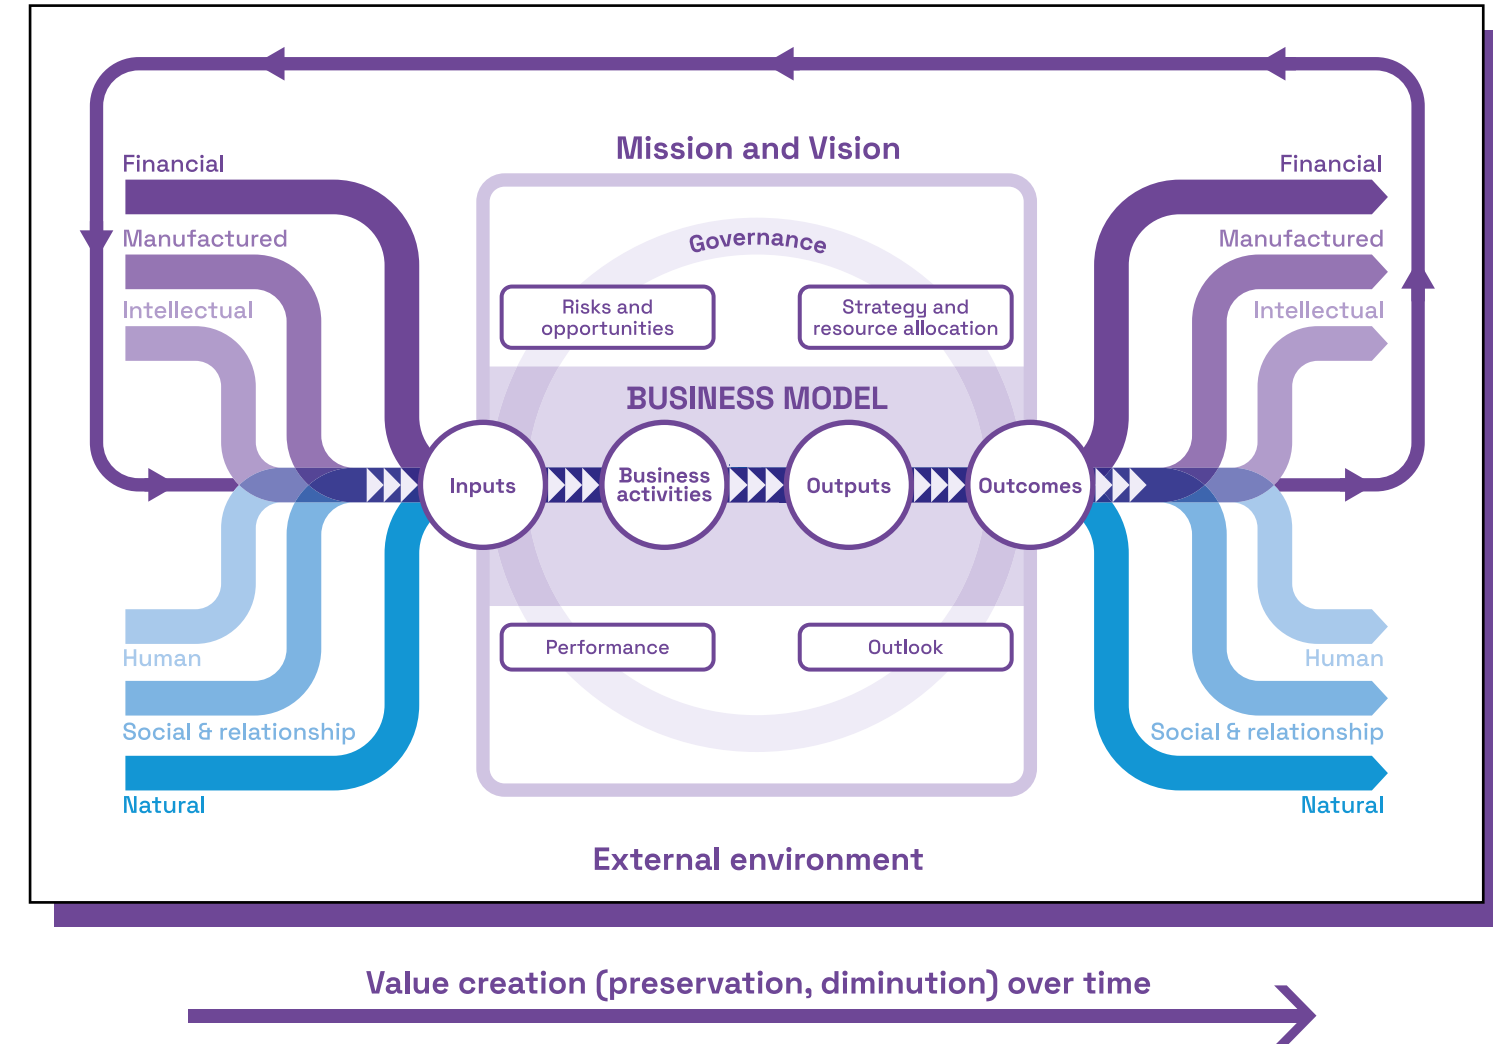 Mission and Vision
Financial
Manufactured
Intellectual
Human
Social & relationship
Natural
Governance
Risks and
opportunities
Strategy and
resource allocation
BUSINESS MODEL
Inputs
Business
activities
Outputs
Outcomes
Performance
Outlook
Financial
Manufactured
Intellectual
Human
Social & relationship
Natural
External environment
Value creation (preservation, diminution) over time